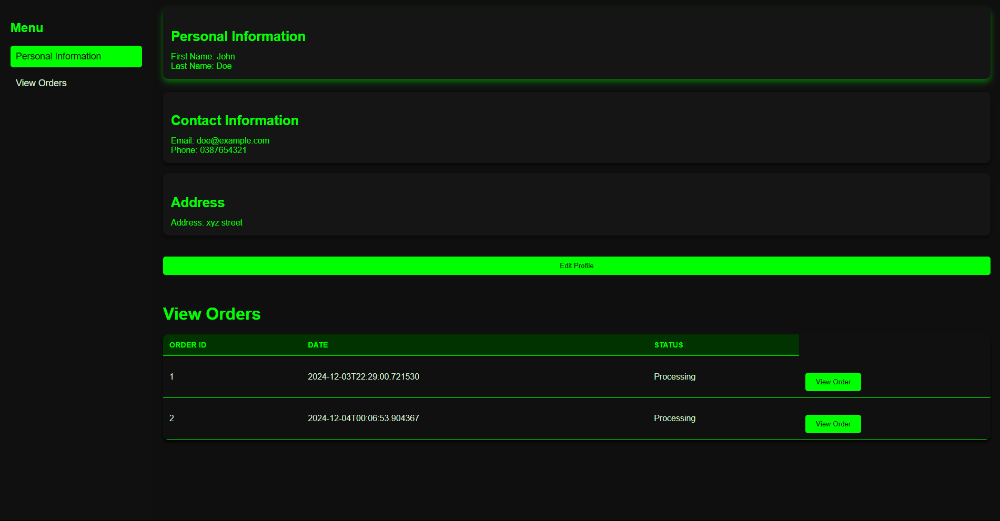 Menu
Personal Information
View Orders
Personal Information
First Name: John
Last Name: Doe
Contact Information
Email: doe@example.com
Phone: 0387654321
Address
Address: xyz street
Edit Profile
View Orders
ORDER ID DATE STATUS
1 2024-12-03T22:29:00.721530 Processing View Order
2 2024-12-04T00:06:53.904367 Processing View Order